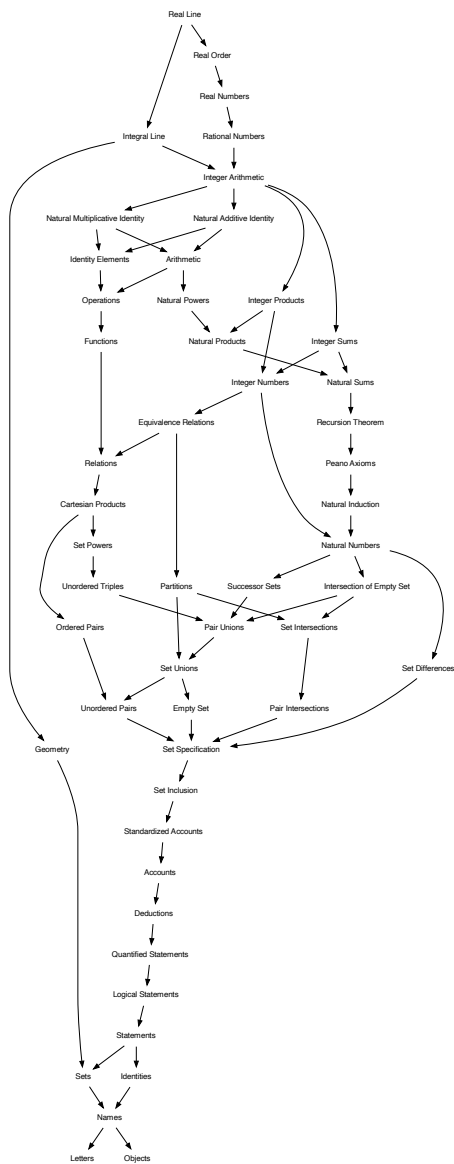 Real Line
Real Order
Real Numbers
Integral Line
Rational Numbers
Integer Arithmetic
Natural Multiplicative Identity
Natural Additive Identity
Identity Elements
Arithmetic
Operations
Natural Powers
Integer Products
Functions
Natural Products
Integer Sums
Integer Numbers
Natural Sums
Equivalence Relations
Recursion Theorem
Relations
Peano Axioms
Cartesian Products
Natural Induction
Set Powers
Natural Numbers
Unordered Triples
Partitions
Successor Sets
Intersection of Empty Set
Ordered Pairs
Pair Unions
Set Intersections
Set Unions
Set Differences
Unordered Pairs
Empty Set
Pair Intersections
Geometry
Set Specification
Set Inclusion
Standardized Accounts
Accounts
Deductions
Quantified Statements
Logical Statements
Statements
Sets
Identities
Names
Letters
Objects